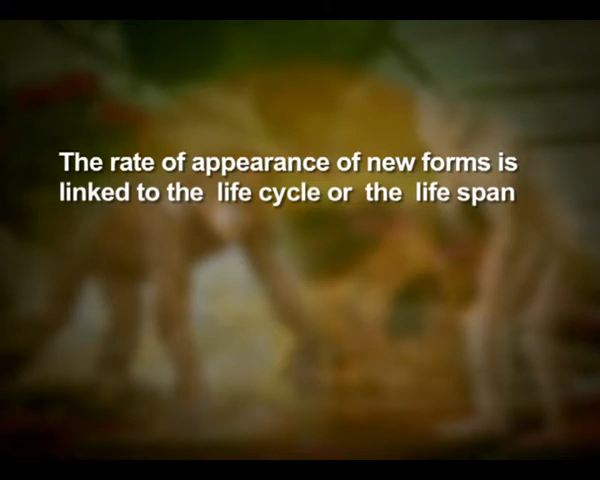 The rate of appearance of new forms is
linked to the life cycle or the life span